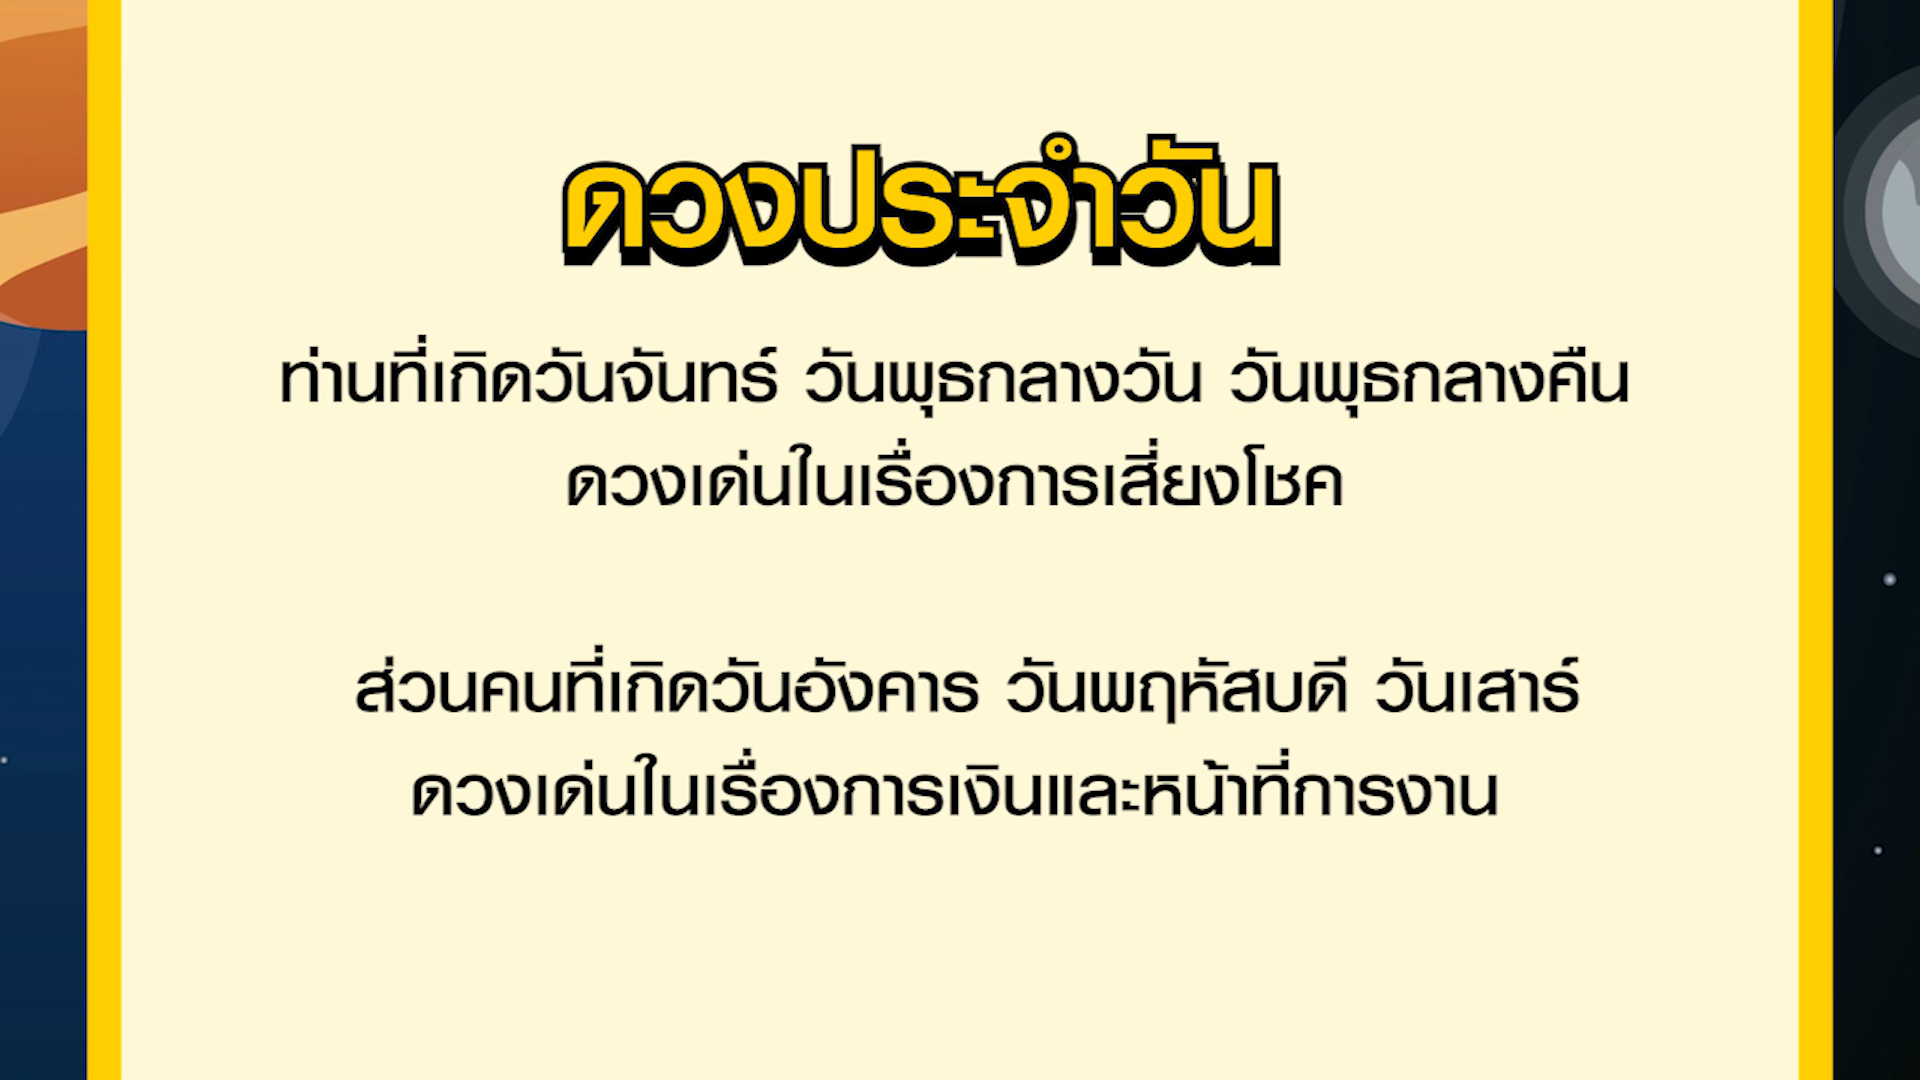 ดวงประจำวัน
ท่านที่เกิดวันจันทร์ วันพุธกลางวัน วันพุธกลางคืน
ดวงเด่นในเรื่องการเสี่ยงโชค
ส่วนคนที่เกิดวันอังคาร วันพฤหัสบดี วันเสาร์
ดวงเด่นในเรื่องการเงินและหน้าที่การงาน